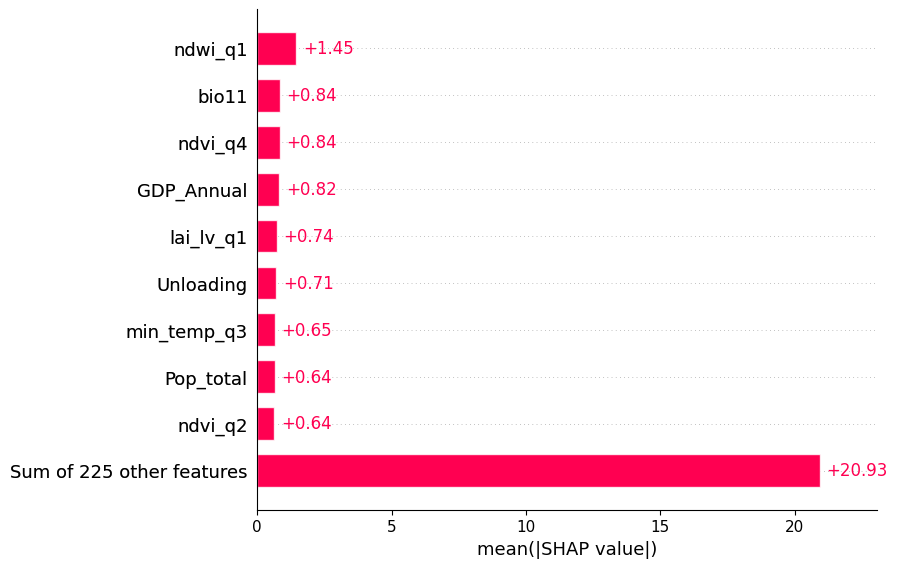 ndwi_q1 +1.45
bio11 +0.84
ndvi_q4 +0.84
GDP_Annual +0.82
lai_lv_q1 +0.74
Unloading +0.71
min_temp_q3 +0.65
Pop_total +0.64
ndvi_q2 +0.64
Sum of 225 other features +20.93
0 5 10 15 20
mean(|SHAP value|)